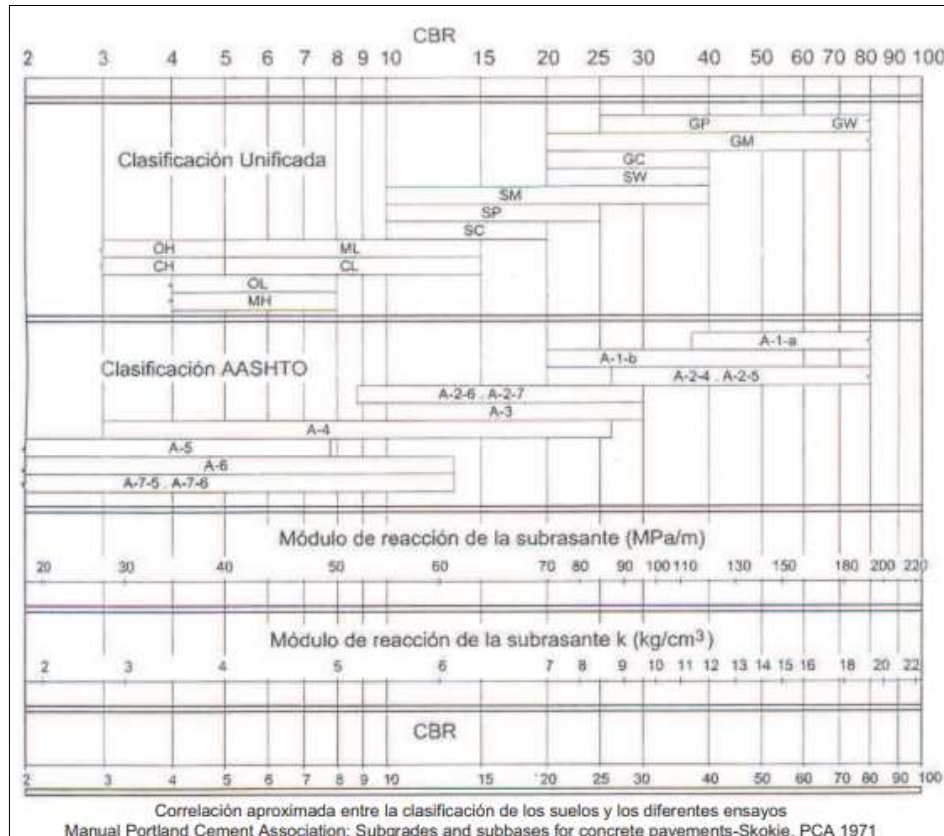 CBR
2 3 4 5 6 7 8 9 10 15 20 25 30 40 50 60 70 80 100
GP GW
Clasificación Unificada GM
GC
SW
SM
SP
SC
OH ML
CH CL
OL
MH
A-1-a
Clasificación AASHTO A-1-b
A-2-4 . A-2-5
A-2-6 . A-2-7
A-3
A-4
A-5
A-6
A-7-5 . A-7-6
Módulo de reacción de la subrasante (MPa/m)
20 30 40 50 60 70 80 90 100 110 130 150 180 200 220
Módulo de reacción de la subrasante k (kg/cm³)
2 3 4 5 6 7 8 9 10 11 12 13 14 15 16 18 20 22
CBR
2 3 4 5 6 7 8 9 10 15 20 25 30 40 50 60 70 80 90 100
Correlación aproximada entre la clasificación de los suelos y los diferentes ensayos
Manual Portland Cement Association: Subgrades and subbases for concrete pavements-Skokie, PCA 1971